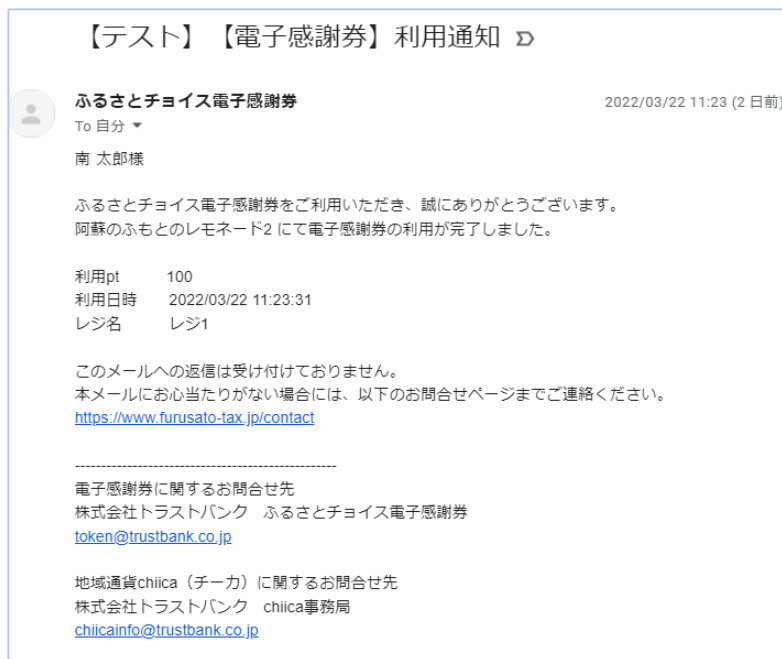 【テスト】【電子感謝券】利用通知
ふるさとチョイス電子感謝券 2022/03/22 11:23 (2 日前)
To 自分
南 太郎様
ふるさとチョイス電子感謝券をご利用いただき、誠にありがとうございます。
阿蘇のふもとのレモネード2 にて電子感謝券の利用が完了しました。
利用pt 100
利用日時 2022/03/22 11:23:31
レジ名 レジ1
このメールへの返信は受け付けておりません。
本メールにお心当たりがない場合には、以下のお問合せページまでご連絡ください。
https://www.furusato-tax.jp/contact
--------------------------------------------------
電子感謝券に関するお問合せ先
株式会社トラストバンク ふるさとチョイス電子感謝券
token@trustbank.co.jp
地域通貨chiica（チーカ）に関するお問合せ先
株式会社トラストバンク chiica事務局
chiicainfo@trustbank.co.jp